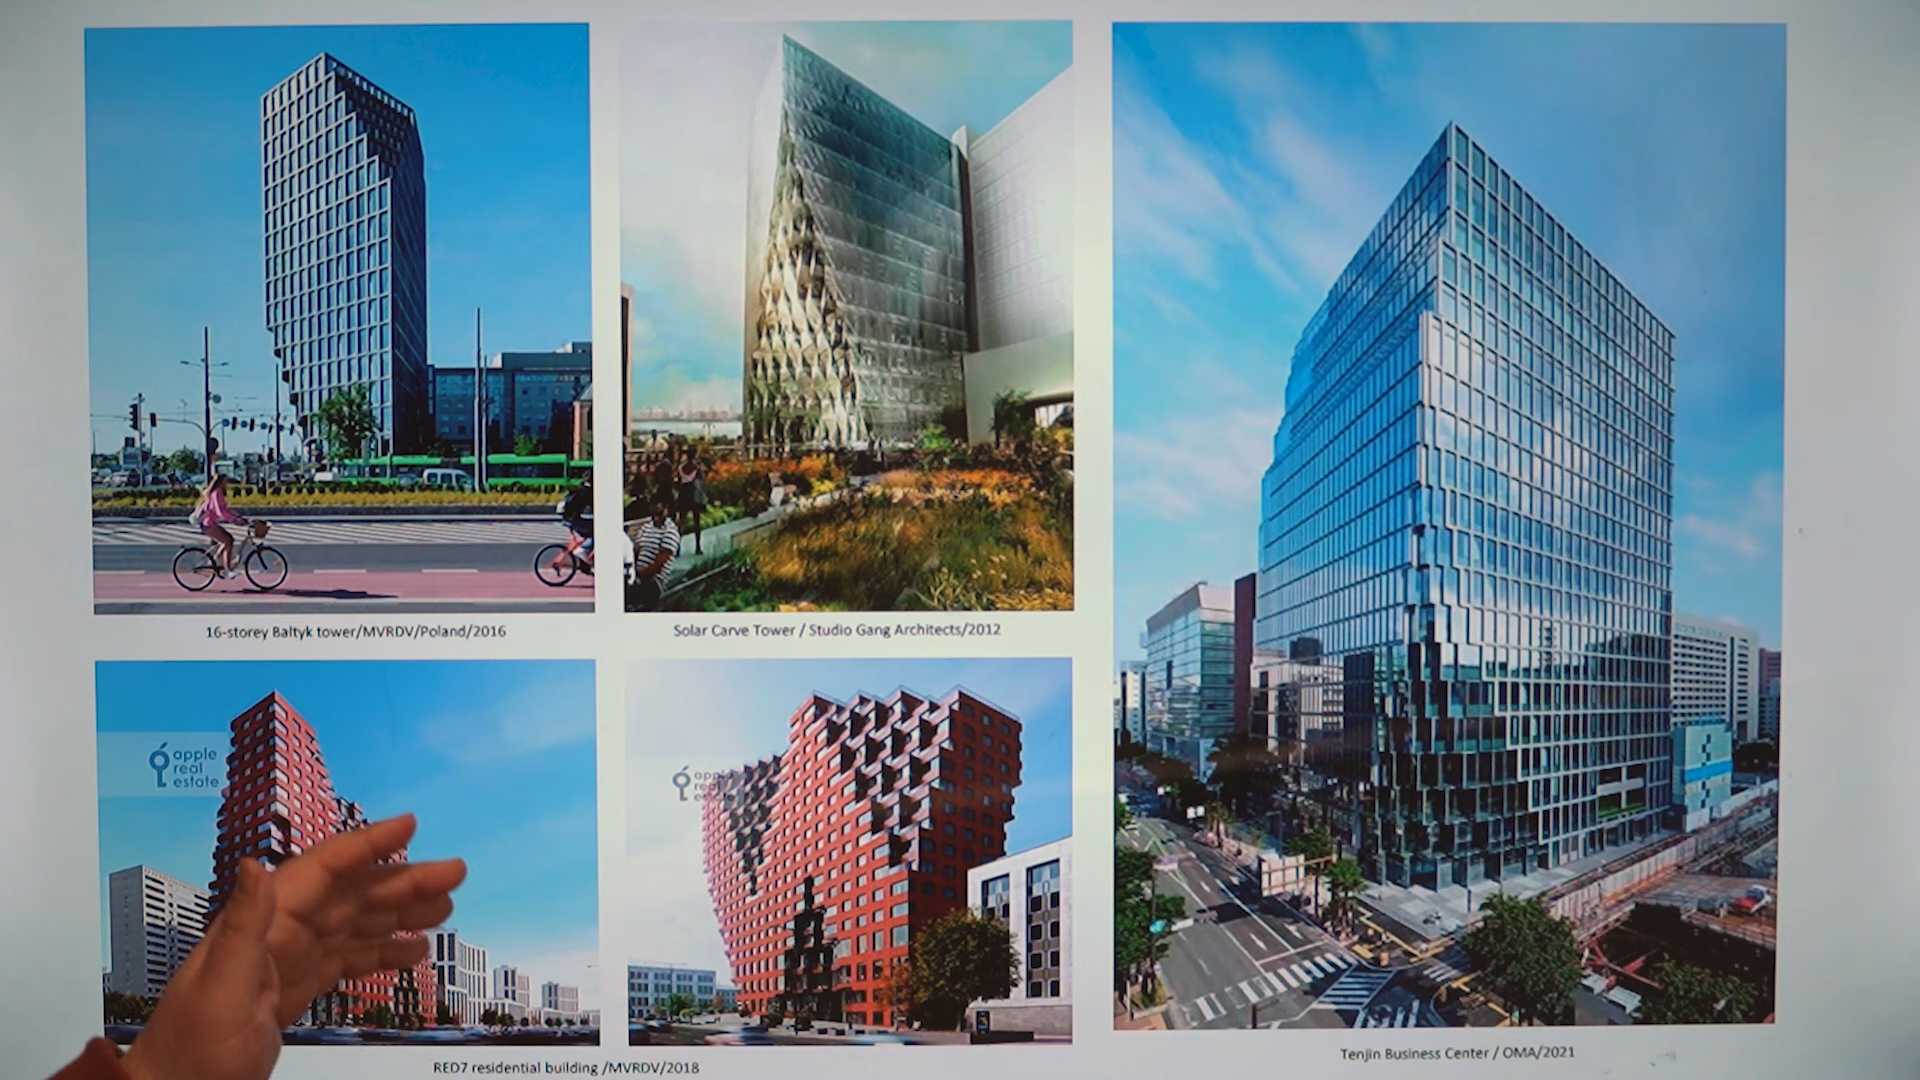 16-storey Baltyk tower/MVRDV/Poland/2016
Solar Carve Tower / Studio Gang Architects/2012
apple
real
estate
RED7 residential building /MVRDV/2018
Tenjin Business Center / OMA/2021